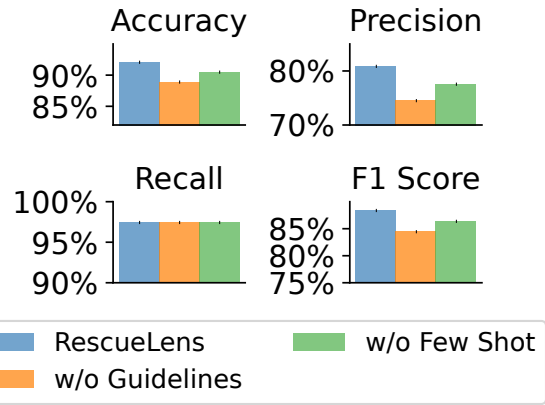 Accuracy
90%
85%
Precision
80%
70%
Recall
100%
95%
90%
F1 Score
85%
80%
75%
RescueLens
w/o Guidelines
w/o Few Shot